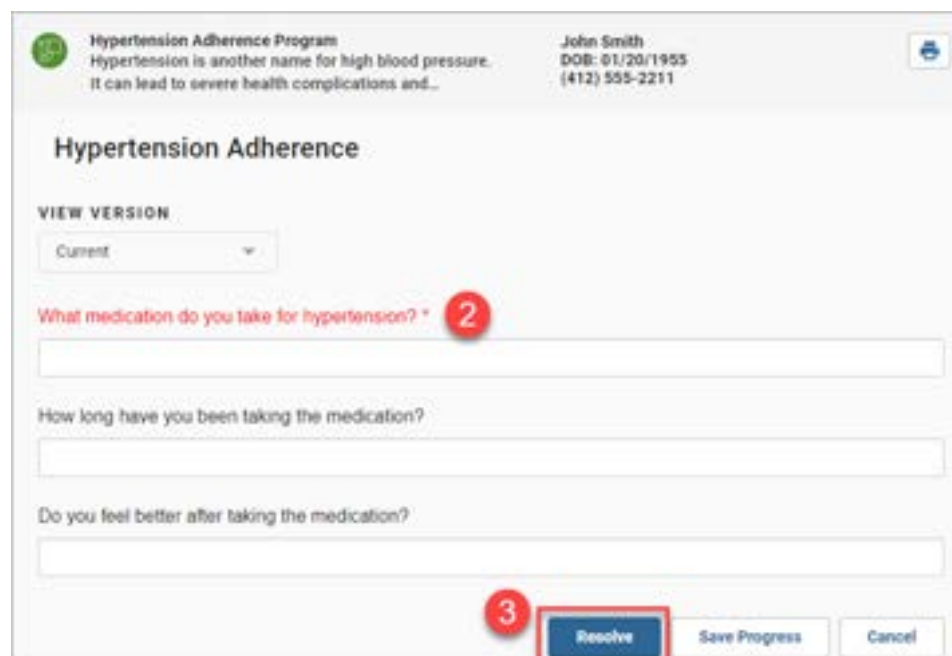 Hypertension Adherence Program
Hypertension is another name for high blood pressure.
It can lead to severe health complications and...
John Smith
DOB: 01/20/1955
(412) 555-2211
Hypertension Adherence
VIEW VERSION
Current
What medication do you take for hypertension? *
2
How long have you been taking the medication?
Do you feel better after taking the medication?
3
Resolve
Save Progress
Cancel